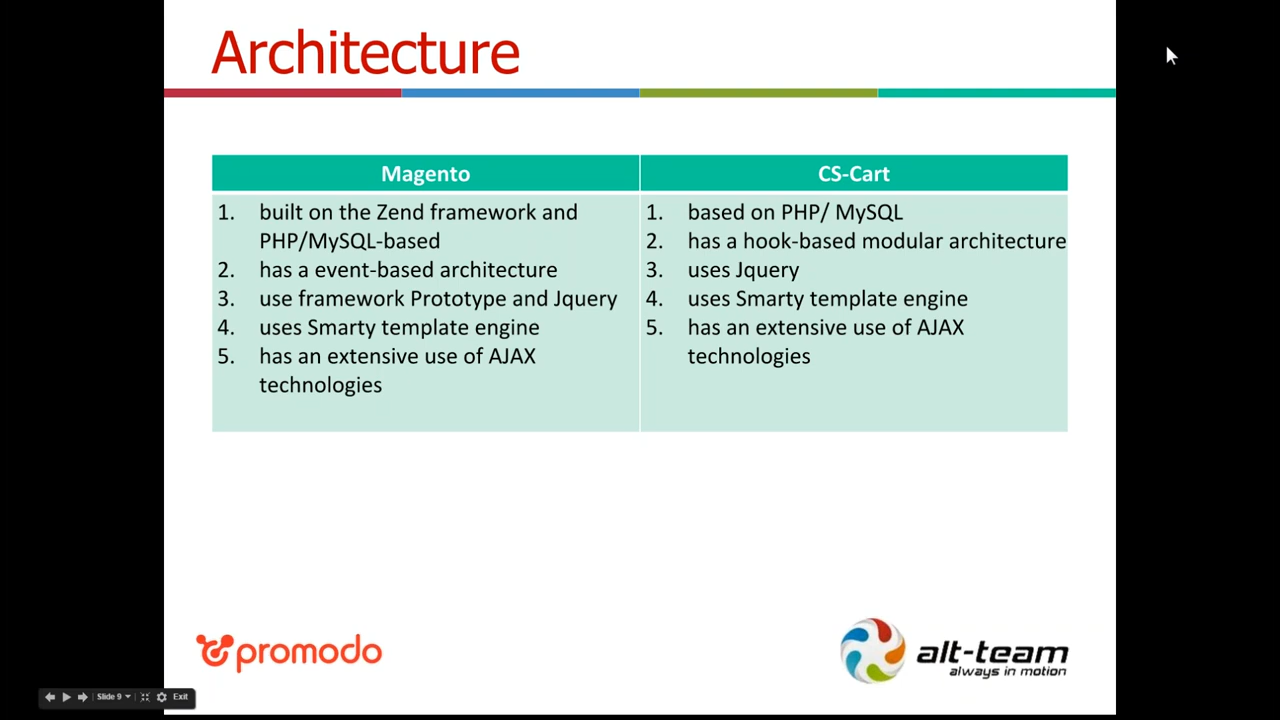 Architecture
Magento
CS-Cart
1. built on the Zend framework and
PHP/MySQL-based
2. has a event-based architecture
3. use framework Prototype and Jquery
4. uses Smarty template engine
5. has an extensive use of AJAX
technologies
1. based on PHP/ MySQL
2. has a hook-based modular architecture
3. uses Jquery
4. uses Smarty template engine
5. has an extensive use of AJAX
technologies
promodo
alt-team
always in motion
Slide 9
Exit